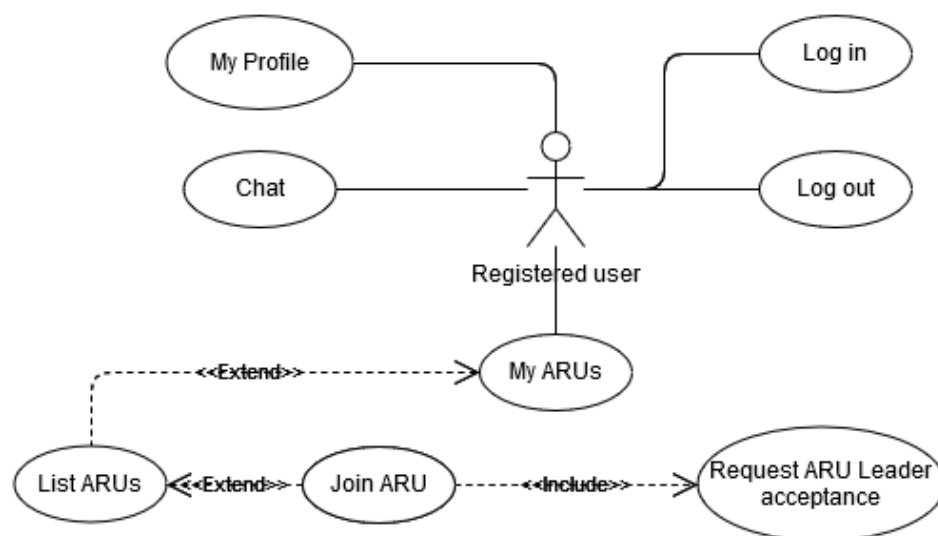 My Profile
Log in
Chat
Log out
Registered user
<<Extend>>
My ARUs
List ARUs
<<Extend>>
Join ARU
<<Include>>
Request ARU Leader
acceptance